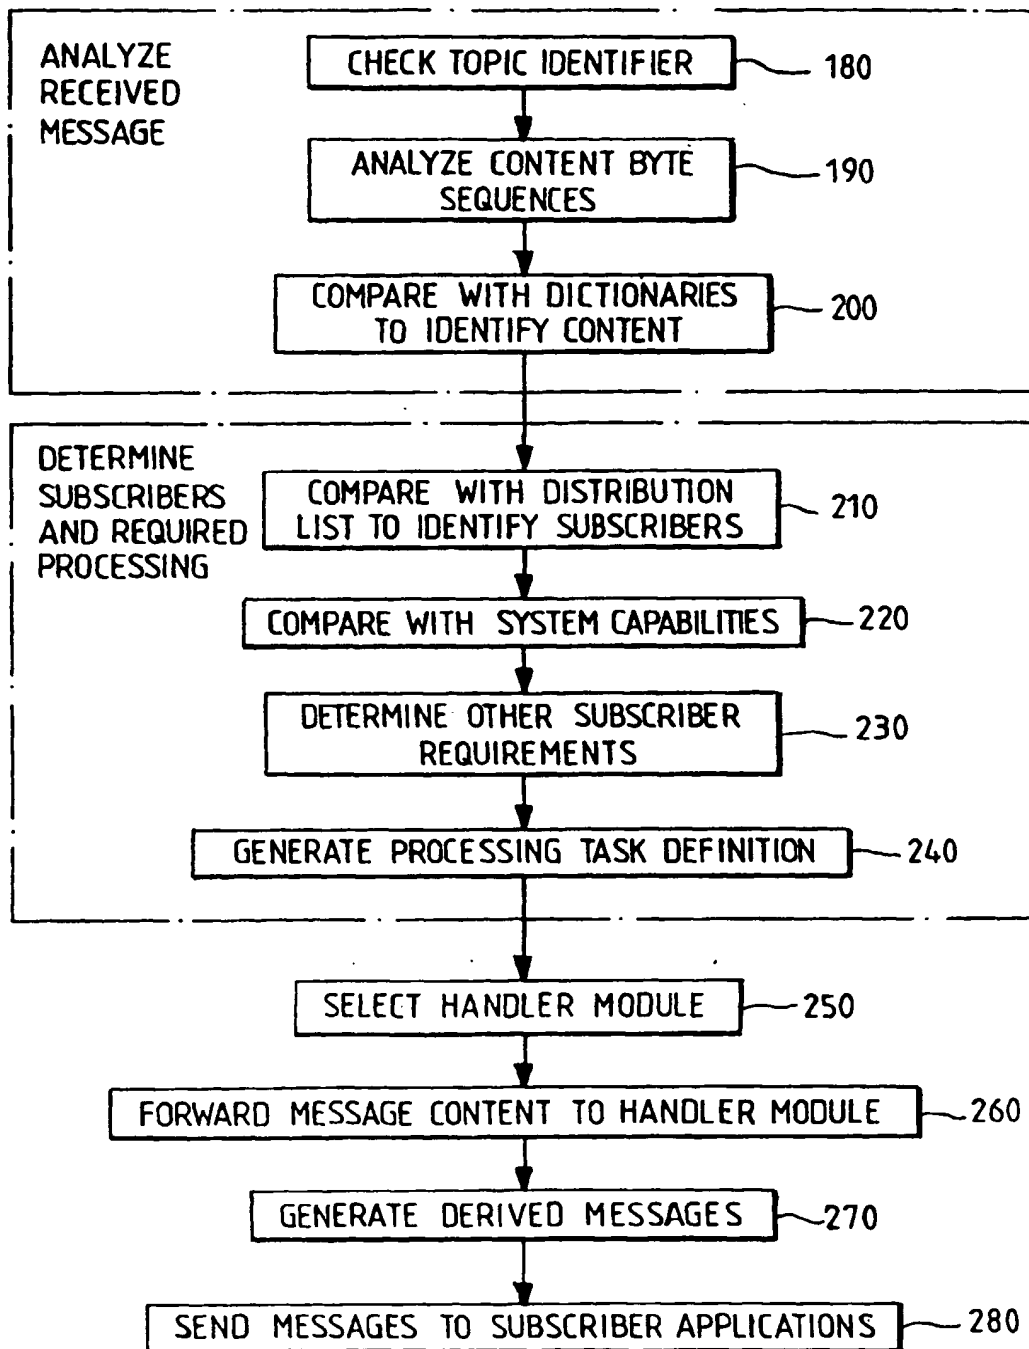 ANALYZE
RECEIVED
MESSAGE
CHECK TOPIC IDENTIFIER
180
ANALYZE CONTENT BYTE
SEQUENCES
190
COMPARE WITH DICTIONARIES
TO IDENTIFY CONTENT
200
DETERMINE
SUBSCRIBERS
AND REQUIRED
PROCESSING
COMPARE WITH DISTRIBUTION
LIST TO IDENTIFY SUBSCRIBERS
210
COMPARE WITH SYSTEM CAPABILITIES
220
DETERMINE OTHER SUBSCRIBER
REQUIREMENTS
230
GENERATE PROCESSING TASK DEFINITION
240
SELECT HANDLER MODULE
250
FORWARD MESSAGE CONTENT TO HANDLER MODULE
260
GENERATE DERIVED MESSAGES
270
SEND MESSAGES TO SUBSCRIBER APPLICATIONS
280